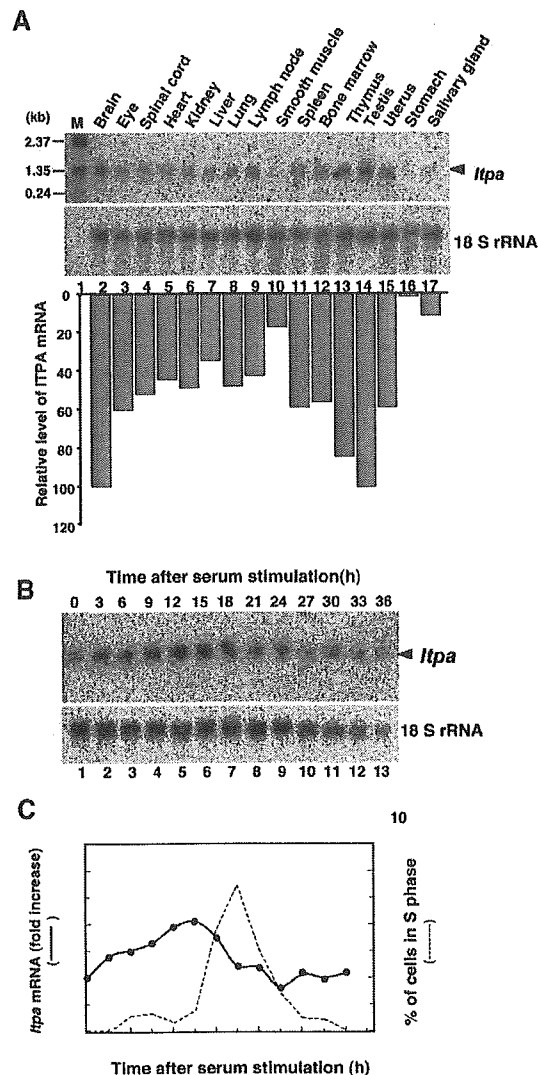 A
(kb)
M
Brain
Eye
Spinal cord
Heart
Kidney
Liver
Lung
Lymph node
Smooth muscle
Spleen
Bone marrow
Thymus
Testis
Uterus
Stomach
Salivary gland
2.37
1.35
0.24
Itpa
18 S rRNA
1 2 3 4 5 6 7 8 9 10 11 12 13 14 15 16 17
Relative level of ITPA mRNA
0
20
40
60
80
100
120
Time after serum stimulation(h)
B
0 3 6 9 12 15 18 21 24 27 30 33 36
Itpa
18 S rRNA
1 2 3 4 5 6 7 8 9 10 11 12 13
C
10
Itpa mRNA (fold increase)
% of cells in S phase
Time after serum stimulation (h)